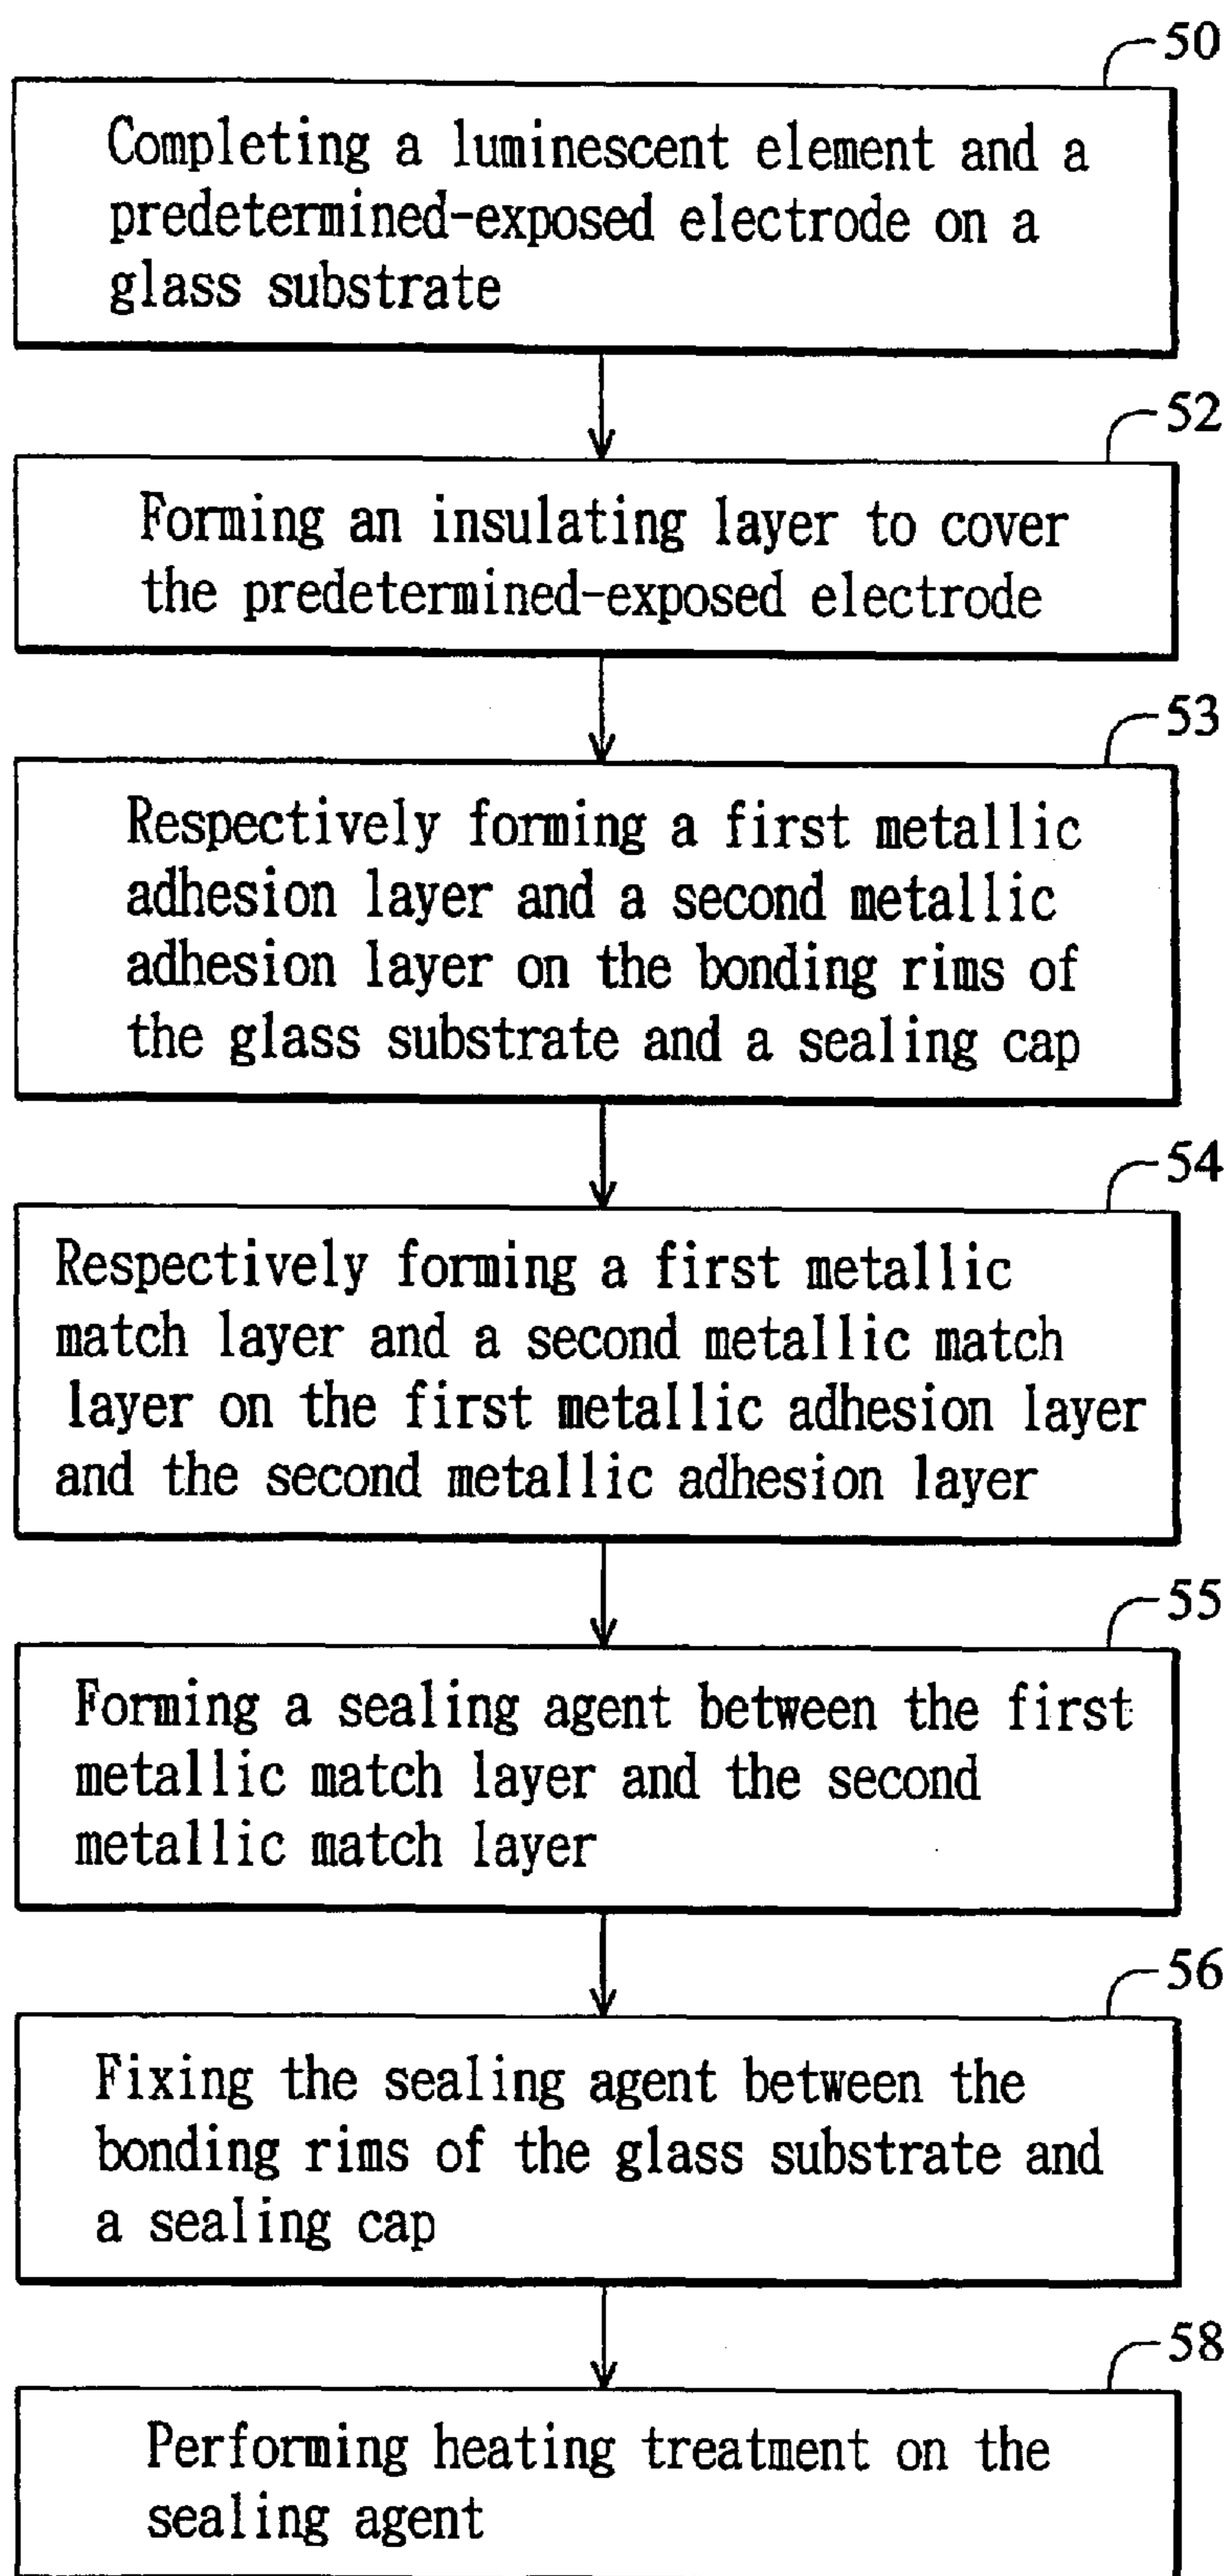 50
Completing a luminescent element and a
predetermined-exposed electrode on a
glass substrate
52
Forming an insulating layer to cover
the predetermined-exposed electrode
53
Respectively forming a first metallic
adhesion layer and a second metallic
adhesion layer on the bonding rims of
the glass substrate and a sealing cap
54
Respectively forming a first metallic
match layer and a second metallic match
layer on the first metallic adhesion layer
and the second metallic adhesion layer
55
Forming a sealing agent between the first
metallic match layer and the second
metallic match layer
56
Fixing the sealing agent between the
bonding rims of the glass substrate and
a sealing cap
58
Performing heating treatment on the
sealing agent